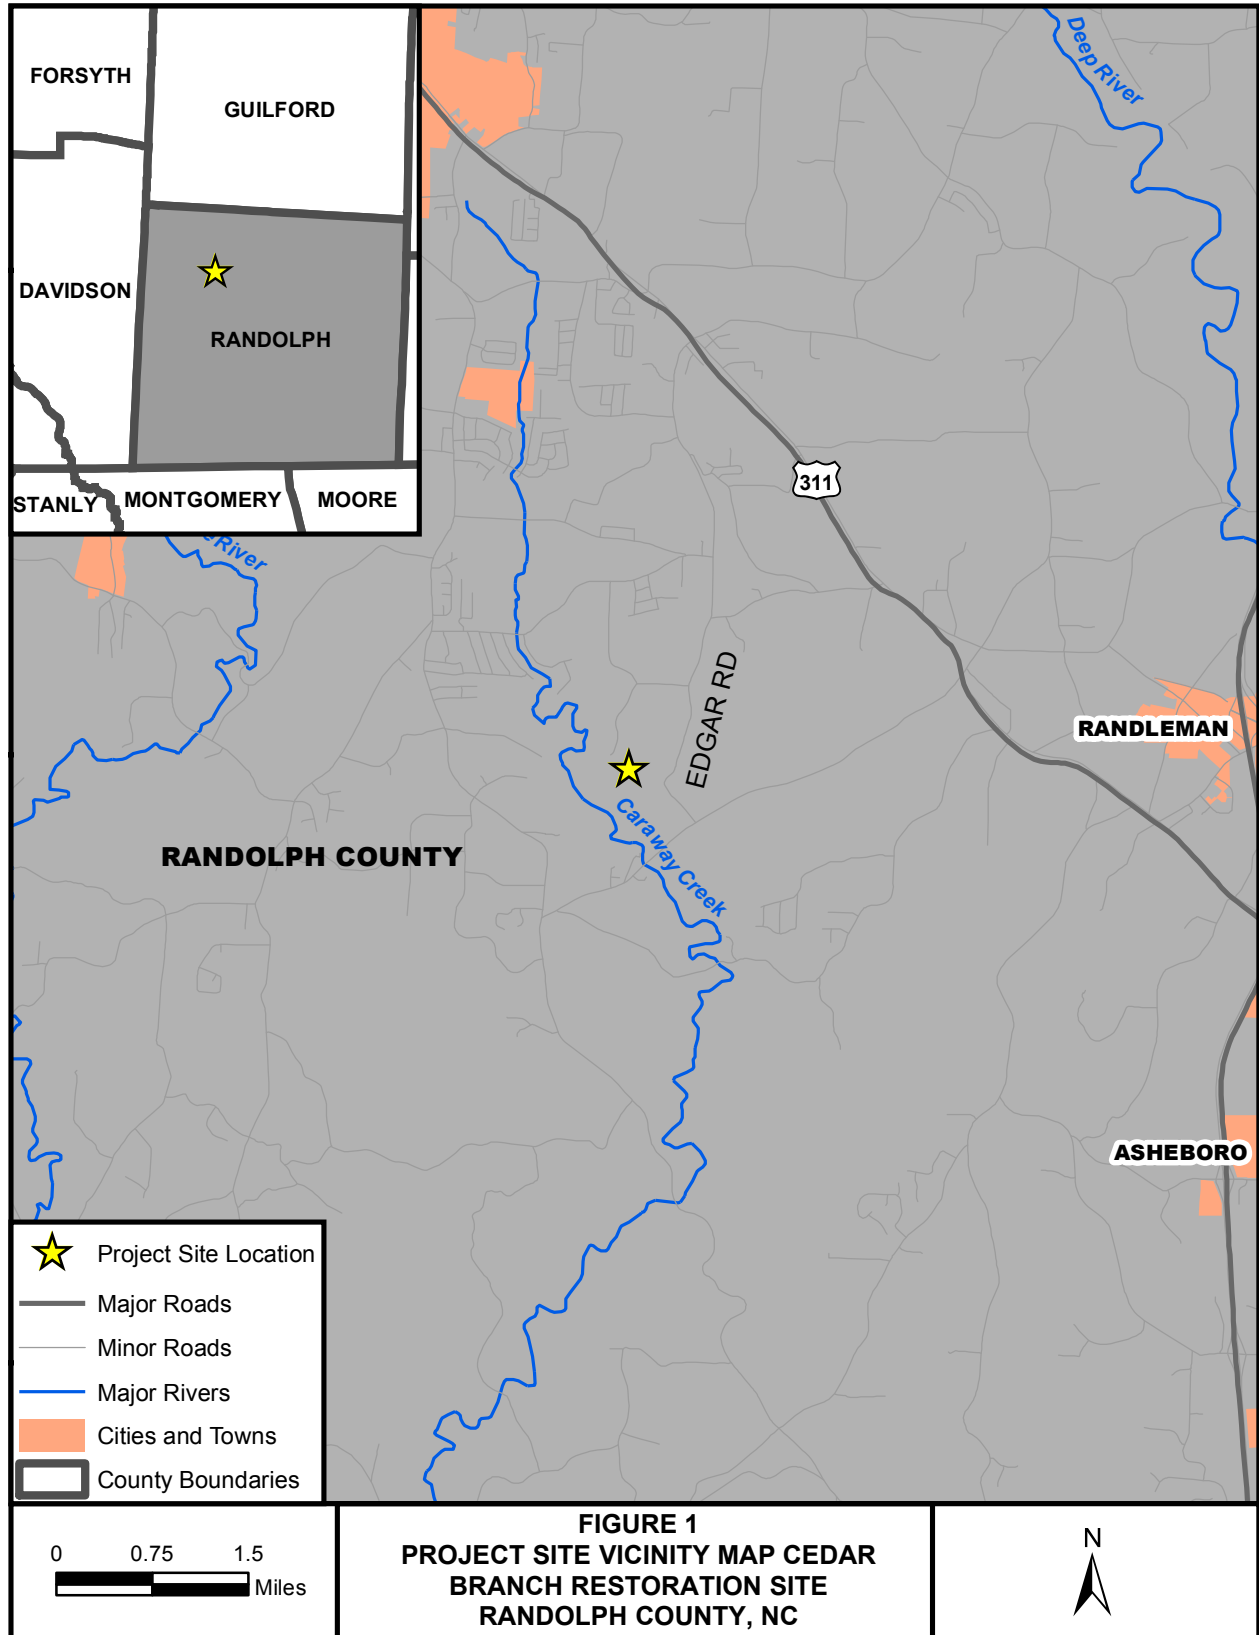 FORSYTH
GUILFORD
DAVIDSON
RANDOLPH
STANLY
MONTGOMERY
MOORE
Deep River
311
River
EDGAR RD
RANDLEMAN
Caraway Creek
RANDOLPH COUNTY
ASHEBORO
Project Site Location
Major Roads
Minor Roads
Major Rivers
Cities and Towns
County Boundaries
0 0.75 1.5
Miles
FIGURE 1
PROJECT SITE VICINITY MAP CEDAR
BRANCH RESTORATION SITE
RANDOLPH COUNTY, NC
N